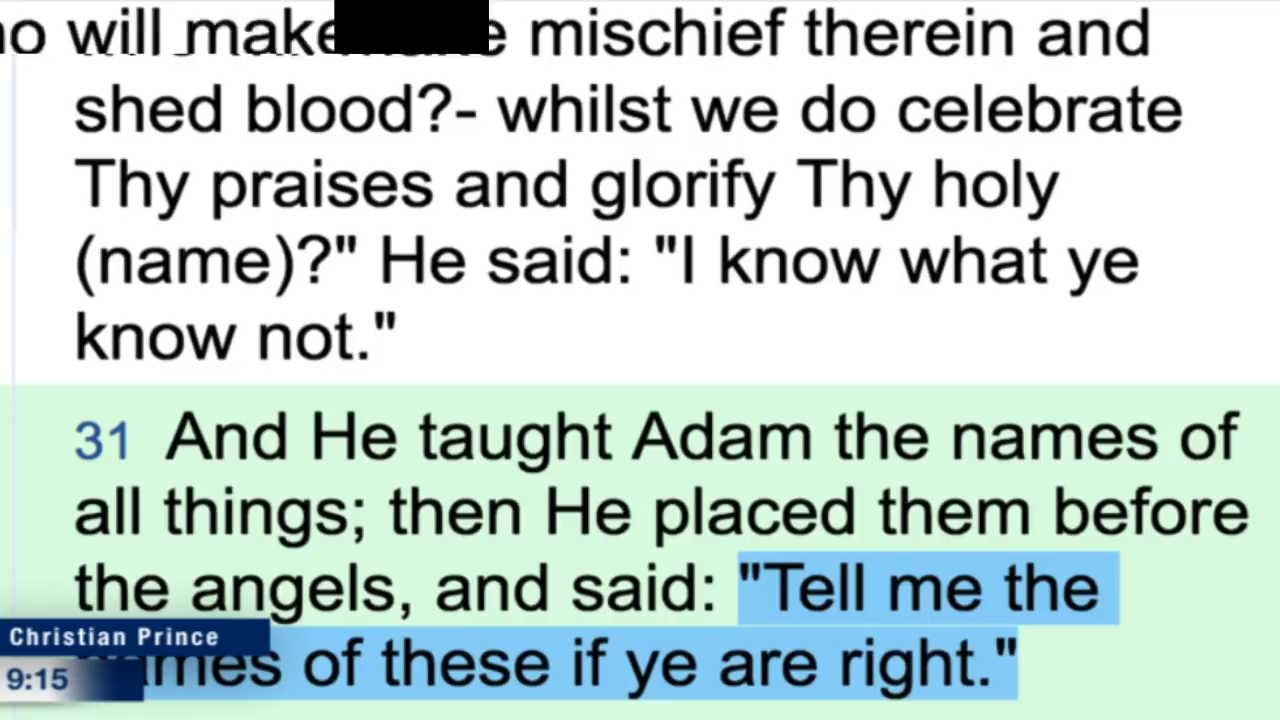 will make mischief therein and
shed blood?- whilst we do celebrate
Thy praises and glorify Thy holy
(name)?" He said: "I know what ye
know not."
31 And He taught Adam the names of
all things; then He placed them before
the angels, and said: "Tell me the
names of these if ye are right."
Christian Prince
9:15